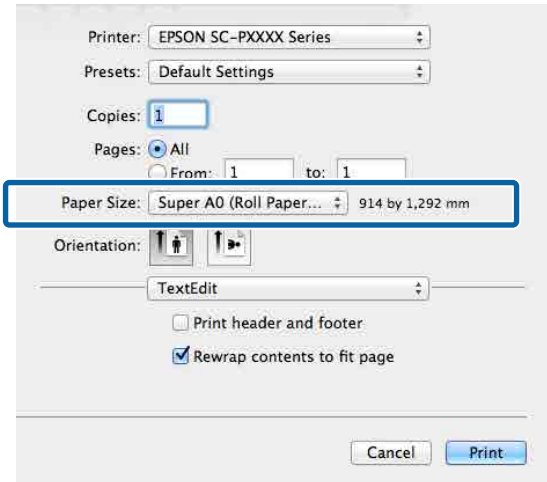 Printer: EPSON SC-PXXXX Series
Presets: Default Settings
Copies: 1
Pages: All
From: 1 to: 1
Paper Size: Super A0 (Roll Paper... 914 by 1,292 mm
Orientation:
TextEdit
Print header and footer
Rewrap contents to fit page
Cancel Print